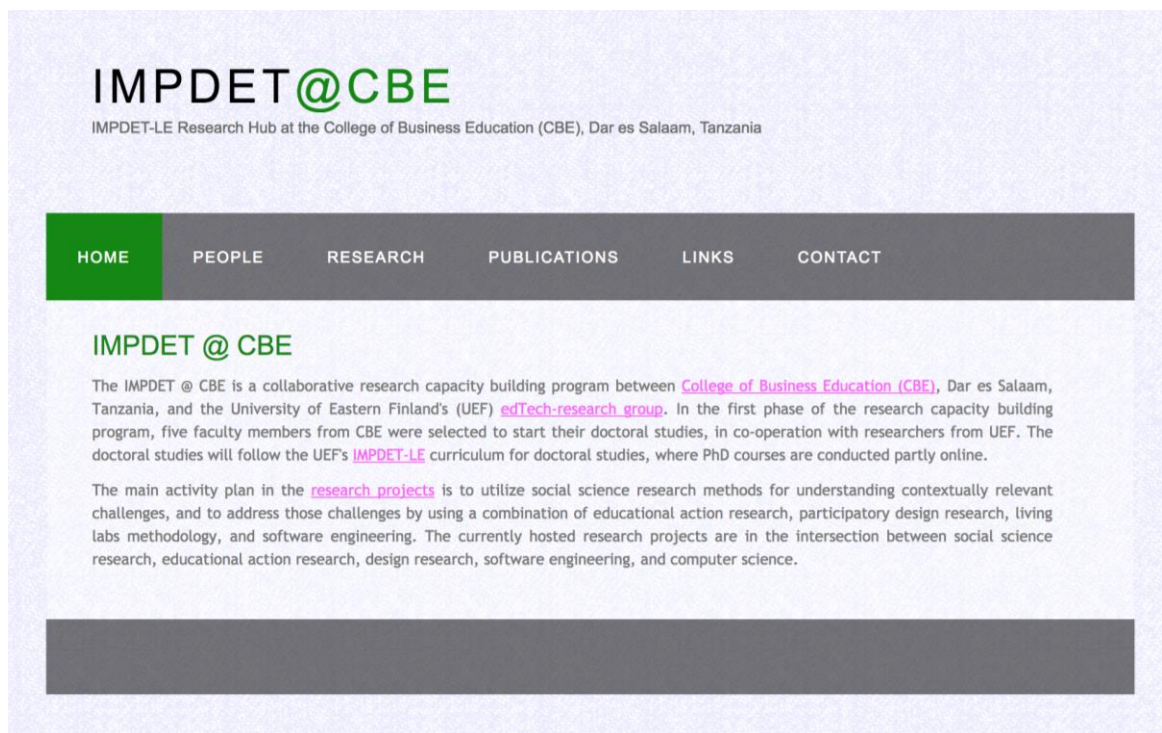 IMPDET@CBE
IMPDET-LE Research Hub at the College of Business Education (CBE), Dar es Salaam, Tanzania
HOME PEOPLE RESEARCH PUBLICATIONS LINKS CONTACT
IMPDET @ CBE
The IMPDET @ CBE is a collaborative research capacity building program between College of Business Education (CBE), Dar es Salaam,
Tanzania, and the University of Eastern Finland's (UEF) edTech-research group. In the first phase of the research capacity building
program, five faculty members from CBE were selected to start their doctoral studies, in co-operation with researchers from UEF. The
doctoral studies will follow the UEF's IMPDET-LE curriculum for doctoral studies, where PhD courses are conducted partly online.
The main activity plan in the research projects is to utilize social science research methods for understanding contextually relevant
challenges, and to address those challenges by using a combination of educational action research, participatory design research, living
labs methodology, and software engineering. The currently hosted research projects are in the intersection between social science
research, educational action research, design research, software engineering, and computer science.